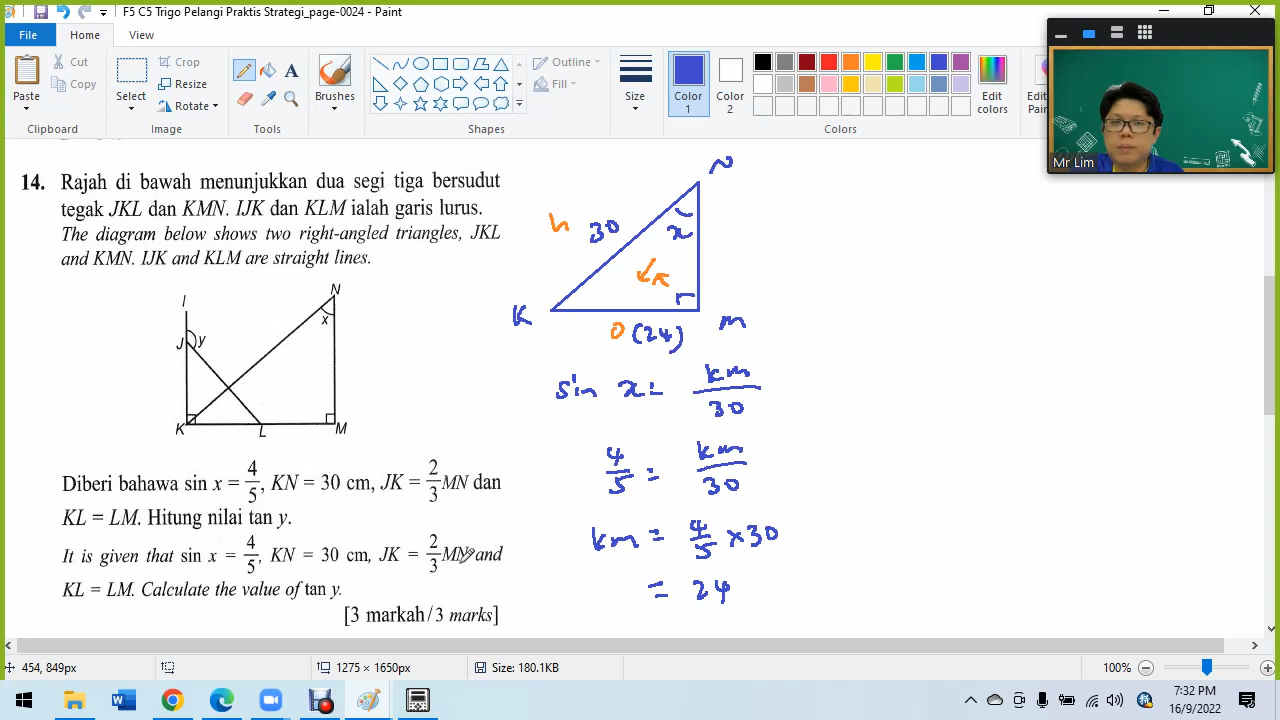 F5 C5 Trigo Pelangi Praktis Strategi_page-0024 - Paint
File Home View
Paste
Cut
Copy
Clipboard
Select
Crop
Resize
Rotate
Image
A
Tools
Brushes
Outline
Fill
Shapes
Size
Color 1
Color 2
Edit colors
Colors
Mr Lim
14. Rajah di bawah menunjukkan dua segi tiga bersudut
tegak JKL dan KMN. IJK dan KLM ialah garis lurus.
The diagram below shows two right-angled triangles, JKL
and KMN. IJK and KLM are straight lines.
I
N
x
J y
K L M
Diberi bahawa sin x = 4/5, KN = 30 cm, JK = 2/3 MN dan
KL = LM. Hitung nilai tan y.
It is given that sin x = 4/5, KN = 30 cm, JK = 2/3 MN and
KL = LM. Calculate the value of tan y.
[3 markah/3 marks]
N
h 30 x
K M
o (24)
sin x = km/30
4/5 = km/30
km = 4/5 × 30
= 24
454, 849px
1275 × 1650px
Size: 180.1KB
100%
7:32 PM
16/9/2022